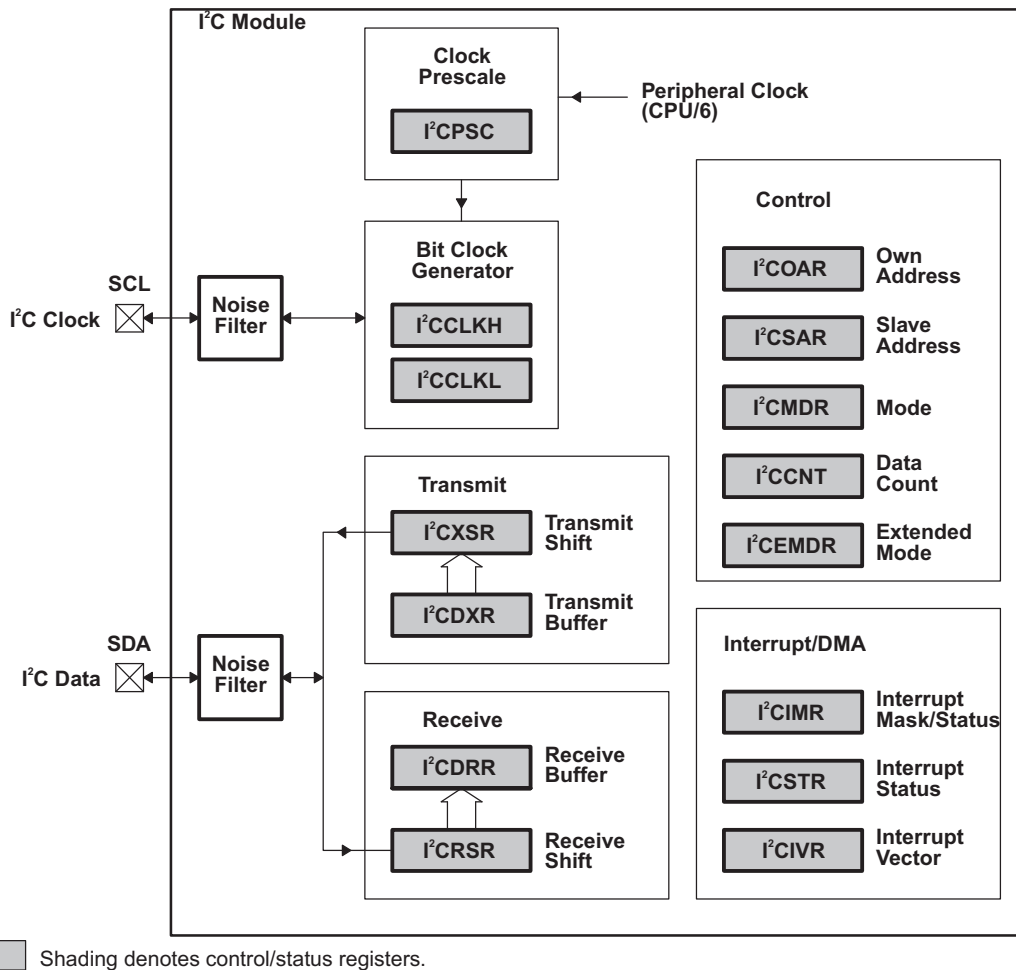 I²C Module
Clock
Prescale
I²CPSC
Peripheral Clock
(CPU/6)
Bit Clock
Generator
I²CCLKH
I²CCLKL
SCL
I²C Clock
Noise
Filter
Control
I²COAR
Own
Address
I²CSAR
Slave
Address
I²CMDR
Mode
I²CCNT
Data
Count
I²CEMDR
Extended
Mode
Transmit
I²CXSR
Transmit
Shift
I²CDXR
Transmit
Buffer
SDA
I²C Data
Noise
Filter
Receive
I²CDRR
Receive
Buffer
I²CRSR
Receive
Shift
Interrupt/DMA
I²CIMR
Interrupt
Mask/Status
I²CSTR
Interrupt
Status
I²CIVR
Interrupt
Vector
Shading denotes control/status registers.